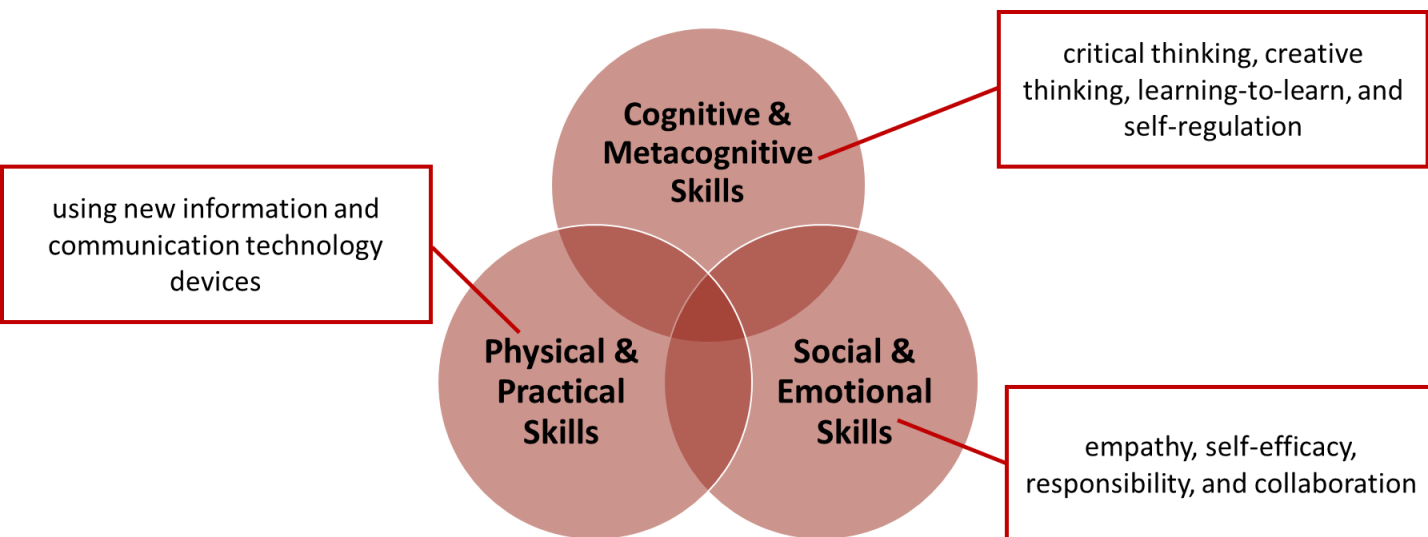 critical thinking, creative
thinking, learning-to-learn, and
self-regulation
Cognitive &
Metacognitive
Skills
using new information and
communication technology
devices
Physical &
Practical
Skills
Social &
Emotional
Skills
empathy, self-efficacy,
responsibility, and collaboration